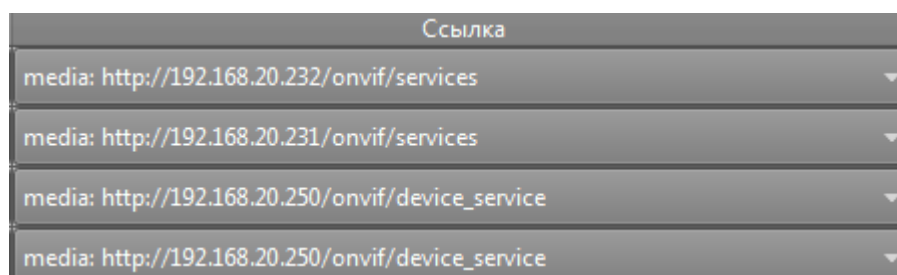 Ссылка
media: http://192.168.20.232/onvif/services
media: http://192.168.20.231/onvif/services
media: http://192.168.20.250/onvif/device_service
media: http://192.168.20.250/onvif/device_service